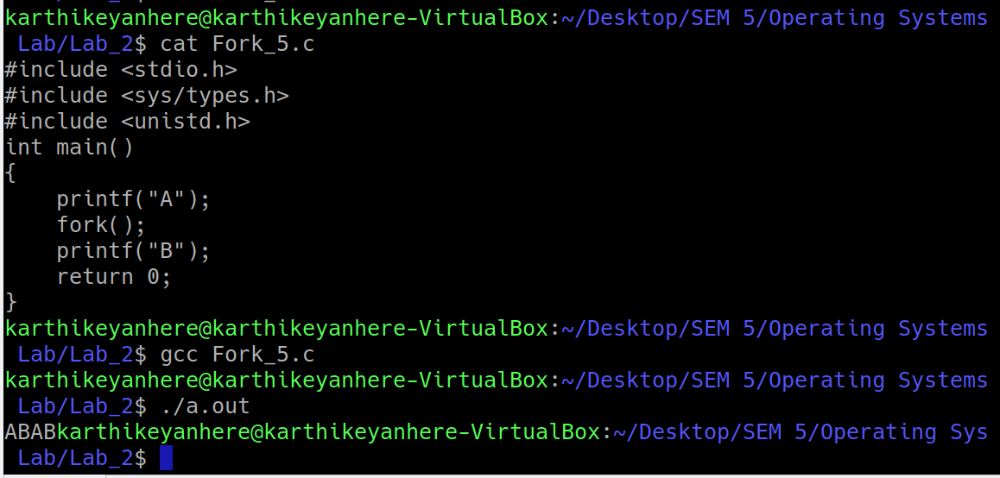 karthikeyanhere@karthikeyanhere-VirtualBox:~/Desktop/SEM 5/Operating Systems
 Lab/Lab_2$ cat Fork_5.c
#include <stdio.h>
#include <sys/types.h>
#include <unistd.h>
int main()
{
    printf("A");
    fork();
    printf("B");
    return 0;
}
karthikeyanhere@karthikeyanhere-VirtualBox:~/Desktop/SEM 5/Operating Systems
 Lab/Lab_2$ gcc Fork_5.c
karthikeyanhere@karthikeyanhere-VirtualBox:~/Desktop/SEM 5/Operating Systems
 Lab/Lab_2$ ./a.out
ABABkarthikeyanhere@karthikeyanhere-VirtualBox:~/Desktop/SEM 5/Operating Sys
 Lab/Lab_2$